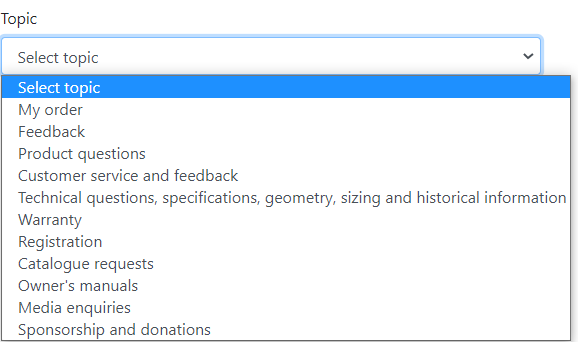 Topic
Select topic
Select topic
My order
Feedback
Product questions
Customer service and feedback
Technical questions, specifications, geometry, sizing and historical information
Warranty
Registration
Catalogue requests
Owner's manuals
Media enquiries
Sponsorship and donations